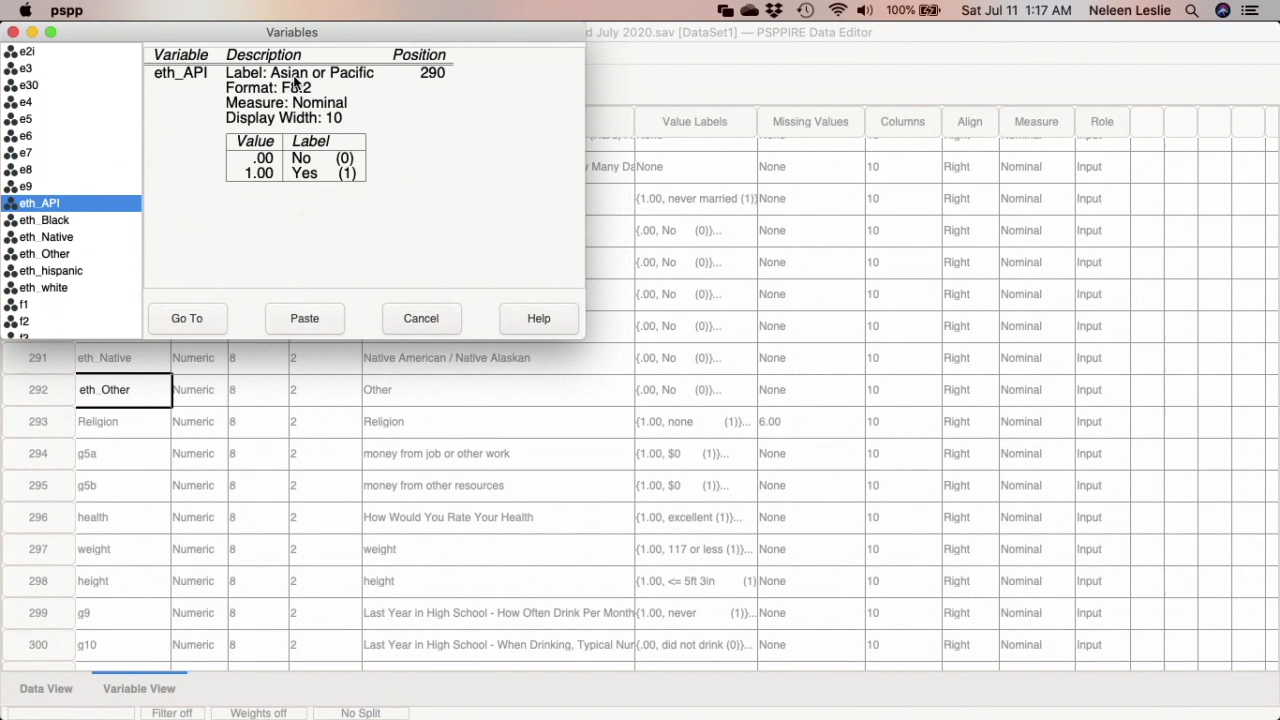 pspp
100%
Sat Jul 11 1:17 AM
Neleen Leslie
Variables
d July 2020.sav [DataSet1] — PSPPIRE Data Editor
e2i
e3
e30
e4
e5
e6
e7
e8
e9
eth_API
eth_Black
eth_Native
eth_Other
eth_hispanic
eth_white
f1
f2
Variable Description Position
eth_API Label: Asian or Pacific 290
Format: F8.2
Measure: Nominal
Display Width: 10
Value Label
.00 No (0)
1.00 Yes (1)
Go To
Paste
Cancel
Help
Value Labels Missing Values Columns Align Measure Role
None None 10 Right Nominal Input
/ Many Da None None 10 Right Nominal Input
{1.00, never married (1)} None 10 Right Nominal Input
{.00, No (0)}... None 10 Right Nominal Input
{.00, No (0)}... None 10 Right Nominal Input
{.00, No (0)}... None 10 Right Nominal Input
{.00, No (0)}... None 10 Right Nominal Input
291 eth_Native Numeric 8 2 Native American / Native Alaskan {.00, No (0)}... None 10 Right Nominal Input
292 eth_Other Numeric 8 2 Other {.00, No (0)}... None 10 Right Nominal Input
293 Religion Numeric 8 2 Religion {1.00, none (1)}... 6.00 10 Right Nominal Input
294 g5a Numeric 8 2 money from job or other work {1.00, $0 (1)}... None 10 Right Nominal Input
295 g5b Numeric 8 2 money from other resources {1.00, $0 (1)}... None 10 Right Nominal Input
296 health Numeric 8 2 How Would You Rate Your Health {1.00, excellent (1)}... None 10 Right Nominal Input
297 weight Numeric 8 2 weight {1.00, 117 or less (1)}... None 10 Right Nominal Input
298 height Numeric 8 2 height {1.00, <= 5ft 3in (1) None 10 Right Nominal Input
299 g9 Numeric 8 2 Last Year in High School - How Often Drink Per Month {1.00, never (1)}... None 10 Right Nominal Input
300 g10 Numeric 8 2 Last Year in High School - When Drinking, Typical Nur {.00, did not drink (0)}... None 10 Right Nominal Input
Data View Variable View
Filter off Weights off No Split